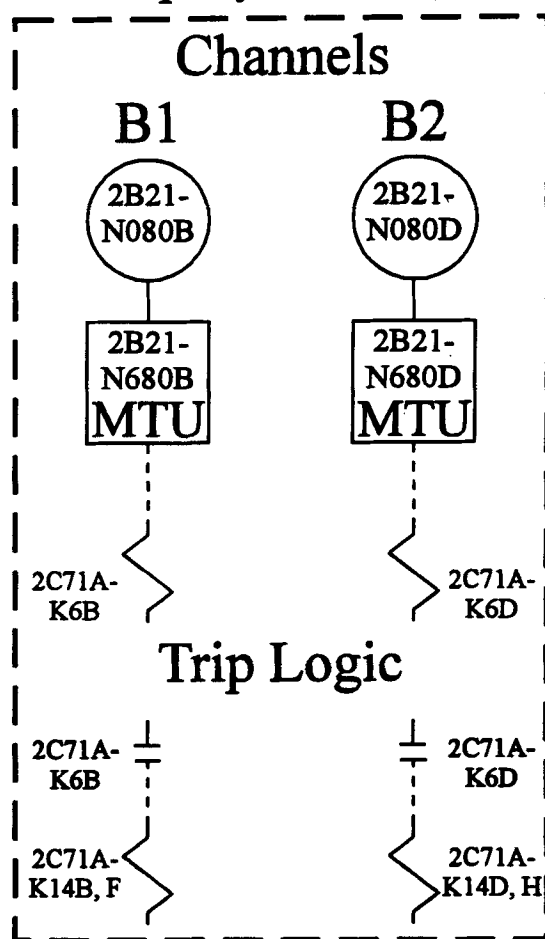 Channels
B1
B2
2B21-
N080B
2B21-
N080D
2B21-
N680B
MTU
2B21-
N680D
MTU
2C71A-
K6B
2C71A-
K6D
Trip Logic
2C71A-
K6B
2C71A-
K6D
2C71A-
K14B, F
2C71A-
K14D, H